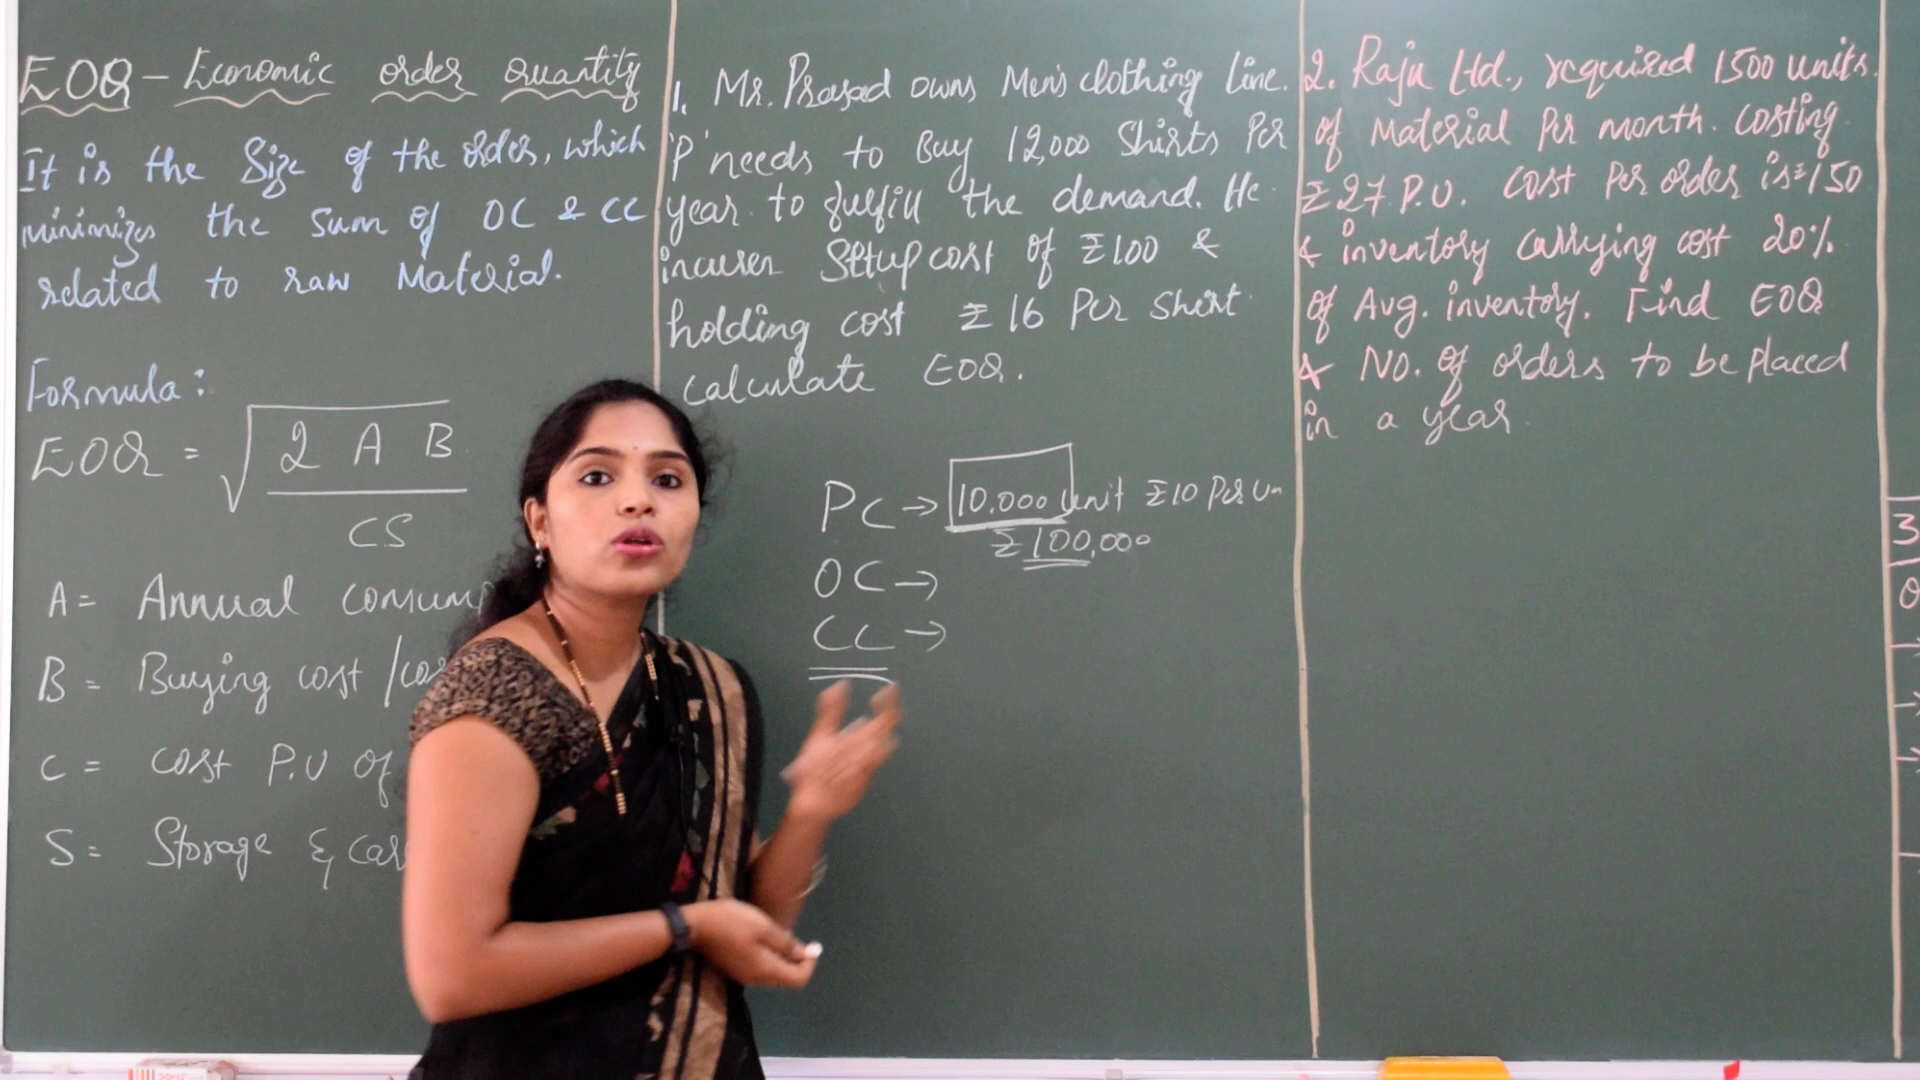 EOQ – Economic order quantity
It is the Size of the order, which
minimizes the sum of OC & CC
related to raw Material.
Formula:
EOQ = √ 2 A B
CS
A = Annual
B = Buying cost /
C = cost P.U of
S = Storage &
1. Mr. Prasad owns Men's clothing Line.
'P' needs to Buy 12,000 Shirts Per
year to fulfill the demand. He
Setup cost of ₹100 &
holding cost ₹16 Per Shirt
calculate EOQ.
PC → 10,000 unit ₹10 Per
₹100,000
OC →
CC →
2. Raju Ltd., required 1500 units
of Material Per month. costing
₹27 P.U. cost Per order is ₹150
& inventory carrying cost 20%
of Avg. inventory. Find EOQ
& No. of orders to be placed
in a year.
3